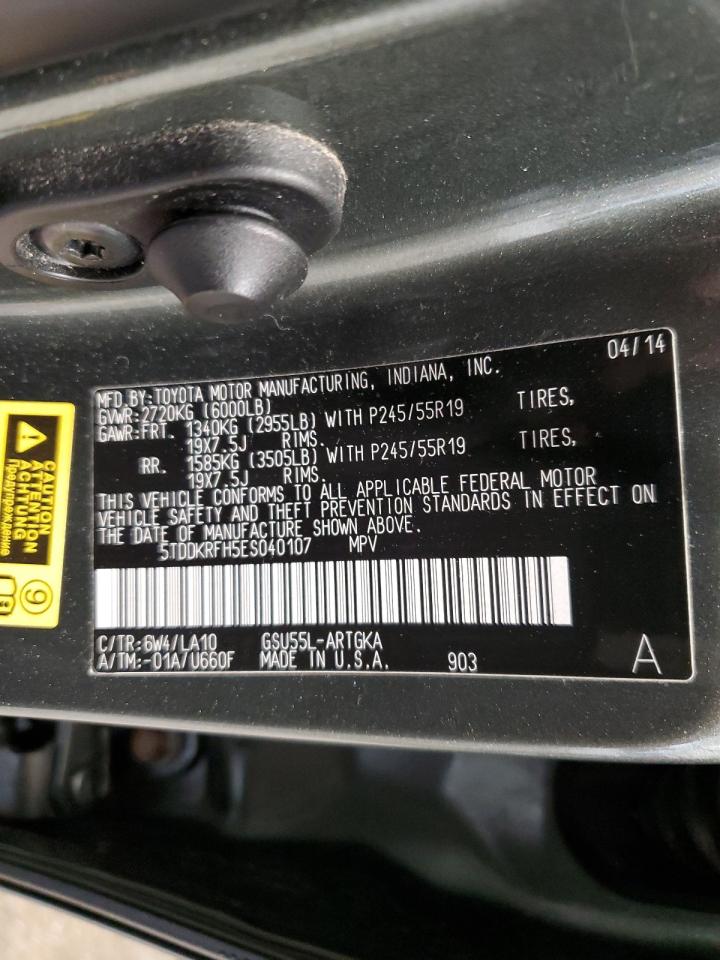 04/14
MFD.BY:TOYOTA MOTOR MANUFACTURING, INDIANA, INC.
GVWR:2720KG (6000LB)
GAWR:FRT. 1340KG (2955LB) WITH P245/55R19 TIRES,
19X7.5J RIMS.
RR. 1585KG (3505LB) WITH P245/55R19 TIRES,
19X7.5J RIMS.
THIS VEHICLE CONFORMS TO ALL APPLICABLE FEDERAL MOTOR
VEHICLE SAFETY AND THEFT PREVENTION STANDARDS IN EFFECT ON
THE DATE OF MANUFACTURE SHOWN ABOVE.
5TDDKRFH5ES040107 MPV
C/TR:6W4/LA10 GSU55L-ARTGKA
A/TM:-01A/U660F MADE IN U.S.A. 903 A
CAUTION
ATTENTION
ACHTUNG
Предупреждение
9